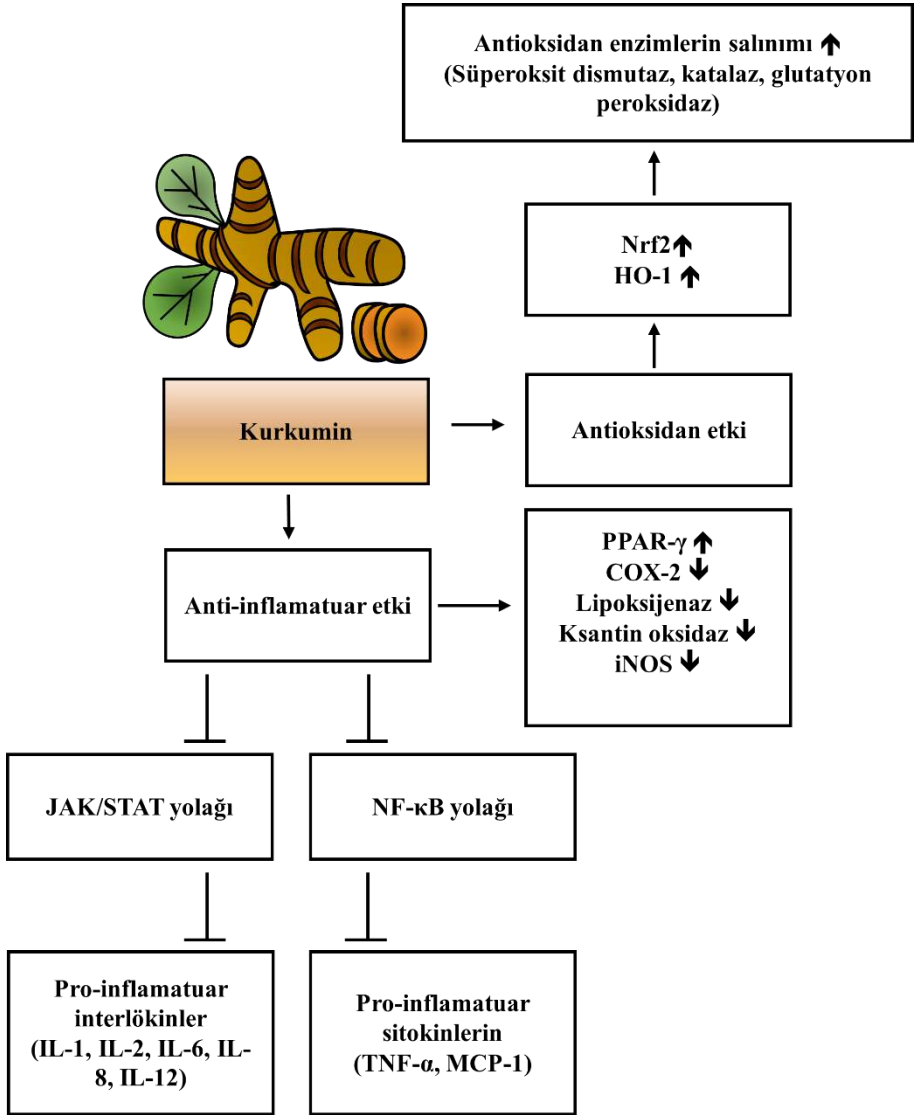 Antioksidan enzimlerin salınımı 🡹
(Süperoksit dismutaz, katalaz, glutatyon
peroksidaz)
Nrf2🡹
HO-1 🡹
Kurkumin
Antioksidan etki
Anti-inflamatuar etki
PPAR-γ 🡹
COX-2 🡻
Lipoksijenaz 🡻
Ksantin oksidaz 🡻
iNOS 🡻
JAK/STAT yolağı
NF-κB yolağı
Pro-inflamatuar
interlökinler
(IL-1, IL-2, IL-6, IL-
8, IL-12)
Pro-inflamatuar
sitokinlerin
(TNF-α, MCP-1)